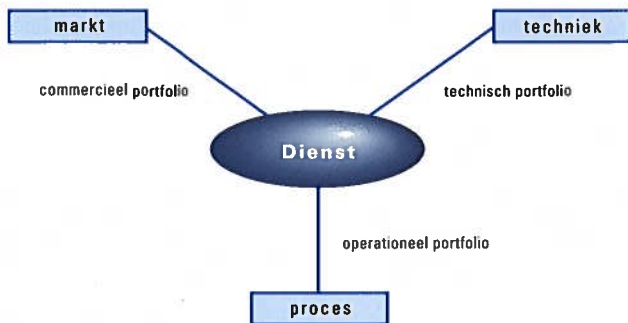 markt
techniek
commercieel portfolio
technisch portfolio
Dienst
operationeel portfolio
proces